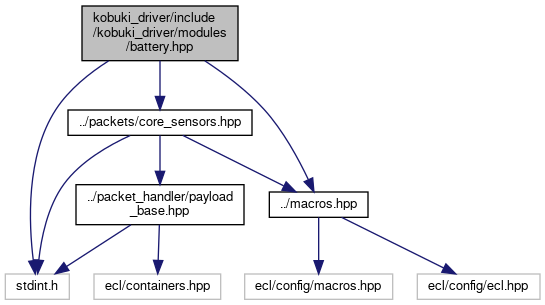 kobuki_driver/include
/kobuki_driver/modules
/battery.hpp
../packets/core_sensors.hpp
../packet_handler/payload
_base.hpp
../macros.hpp
stdint.h
ecl/containers.hpp
ecl/config/macros.hpp
ecl/config/ecl.hpp